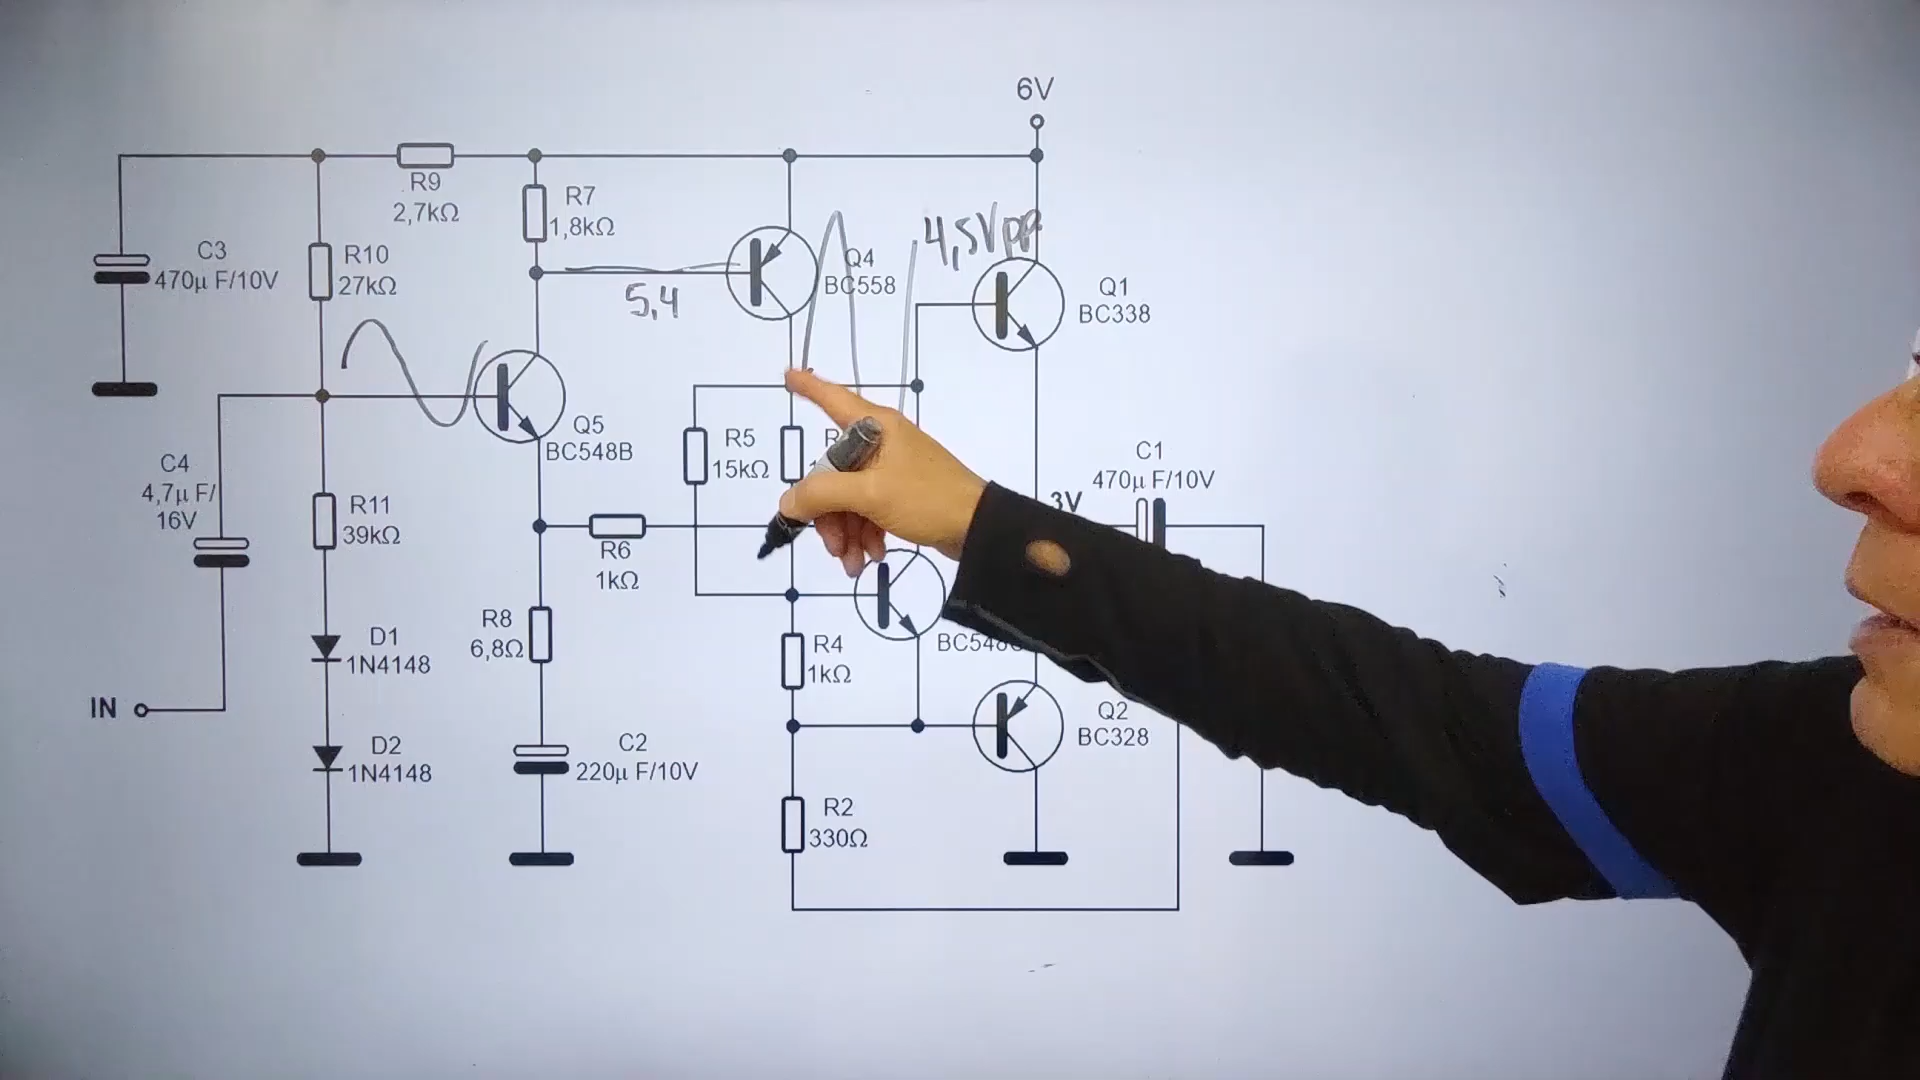 6V
R9
2,7kΩ
R7
1,8kΩ
C3
470µ F/10V
R10
27kΩ
Q4
BC558
4,5Vpp
Q1
BC338
5,4
Q5
BC548B
R5
15kΩ
C1
470µ F/10V
3V
C4
4,7µ F/
16V
R11
39kΩ
R6
1kΩ
R8
6,8Ω
D1
1N4148
R4
1kΩ
Q2
BC328
IN
C2
220µ F/10V
D2
1N4148
R2
330Ω